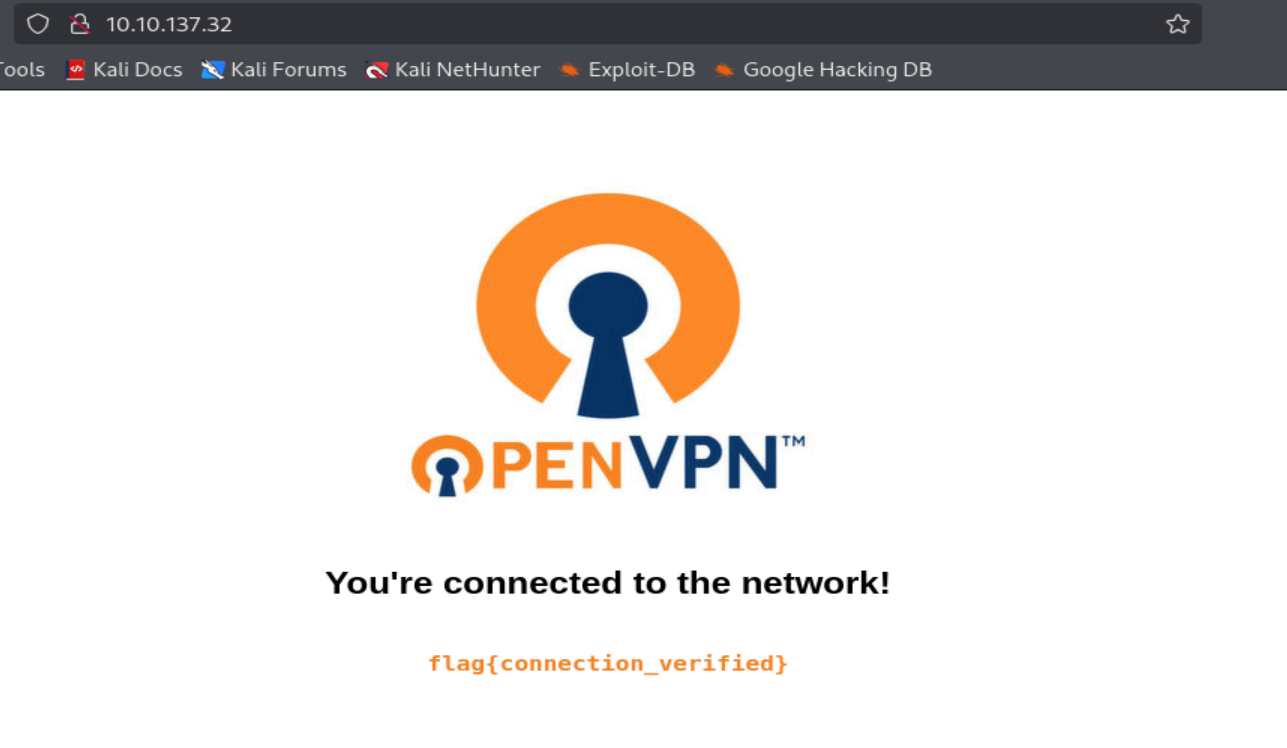 10.10.137.32
Kali Docs Kali Forums Kali NetHunter Exploit-DB Google Hacking DB
OPENVPN™
You're connected to the network!
flag{connection_verified}